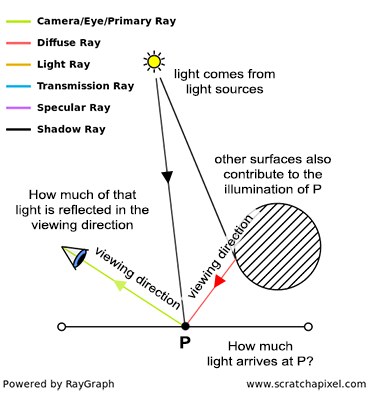 Camera/Eye/Primary Ray
Diffuse Ray
Light Ray
Transmission Ray
Specular Ray
Shadow Ray
light comes from
light sources
other surfaces also
contribute to the
illumination of P
How much of that
light is reflected in the
viewing direction
viewing direction
viewing direction
P
How much
light arrives at P?
Powered by RayGraph
www.scratchapixel.com